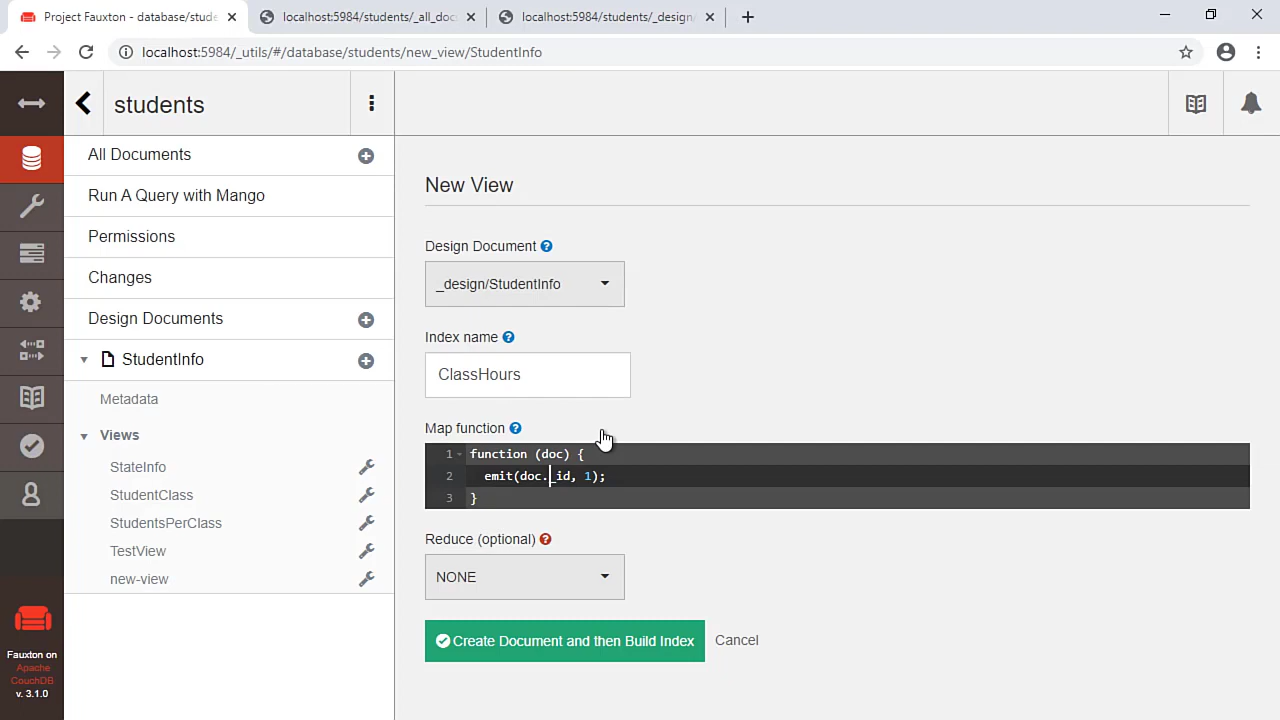 Project Fauxton - database/stude
localhost:5984/students/_all_doc
localhost:5984/students/_design/
localhost:5984/_utils/#/database/students/new_view/StudentInfo
students
All Documents
Run A Query with Mango
Permissions
Changes
Design Documents
StudentInfo
Metadata
Views
StateInfo
StudentClass
StudentsPerClass
TestView
new-view
Fauxton on
Apache
CouchDB
v. 3.1.0
New View
Design Document
_design/StudentInfo
Index name
ClassHours
Map function
1 function (doc) {
2 emit(doc._id, 1);
3 }
Reduce (optional)
NONE
Create Document and then Build Index
Cancel